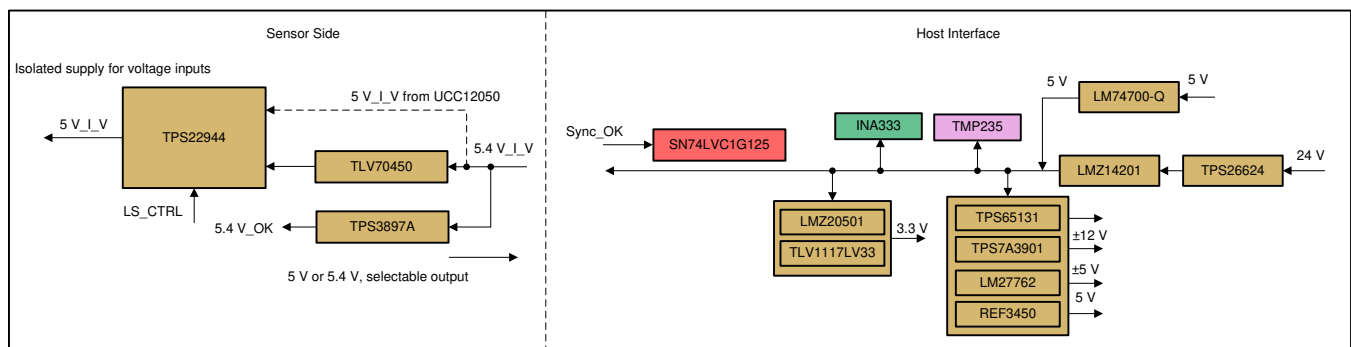 Sensor Side
Host Interface
Isolated supply for voltage inputs
5 V_I_V from UCC12050
TPS22944
5 V_I_V
5.4 V_I_V
TLV70450
LS_CTRL
5.4 V_OK
TPS3897A
5 V or 5.4 V, selectable output
Sync_OK
SN74LVC1G125
INA333
TMP235
5 V
LM74700-Q
5 V
LMZ14201
TPS26624
24 V
LMZ20501
TLV1117LV33
3.3 V
TPS65131
TPS7A3901
±12 V
LM27762
±5 V
REF3450
5 V